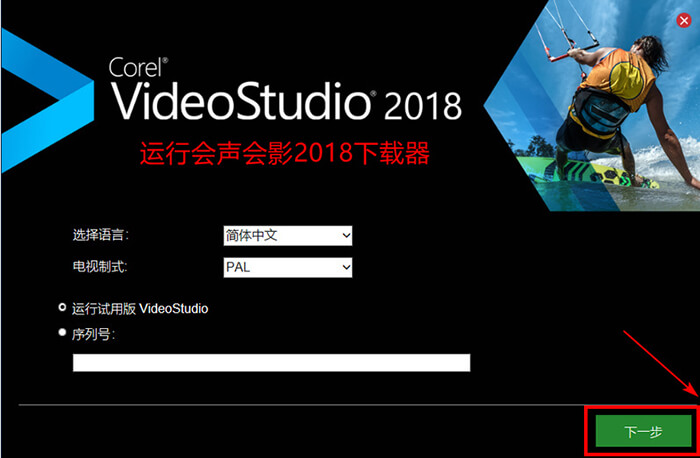 Corel®
VideoStudio® 2018
运行会声会影2018下载器
选择语言: 简体中文
电视制式: PAL
运行试用版 VideoStudio
序列号:
下一步